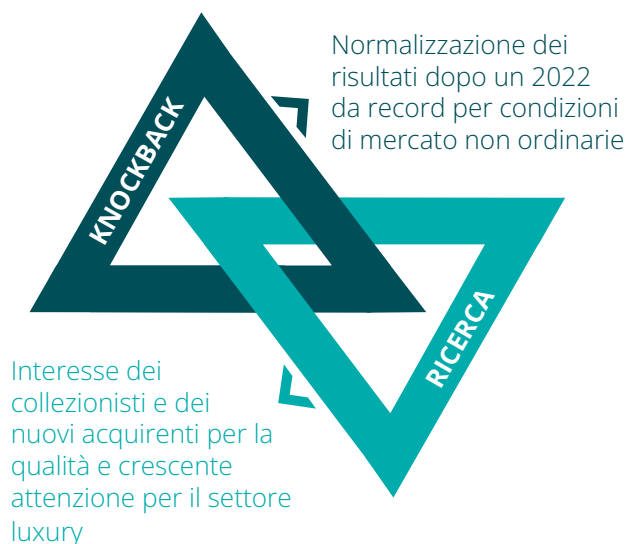 Normalizzazione dei
risultati dopo un 2022
da record per condizioni
di mercato non ordinarie
KNOCKBACK
RICERCA
Interesse dei
collezionisti e dei
nuovi acquirenti per la
qualità e crescente
attenzione per il settore
luxury